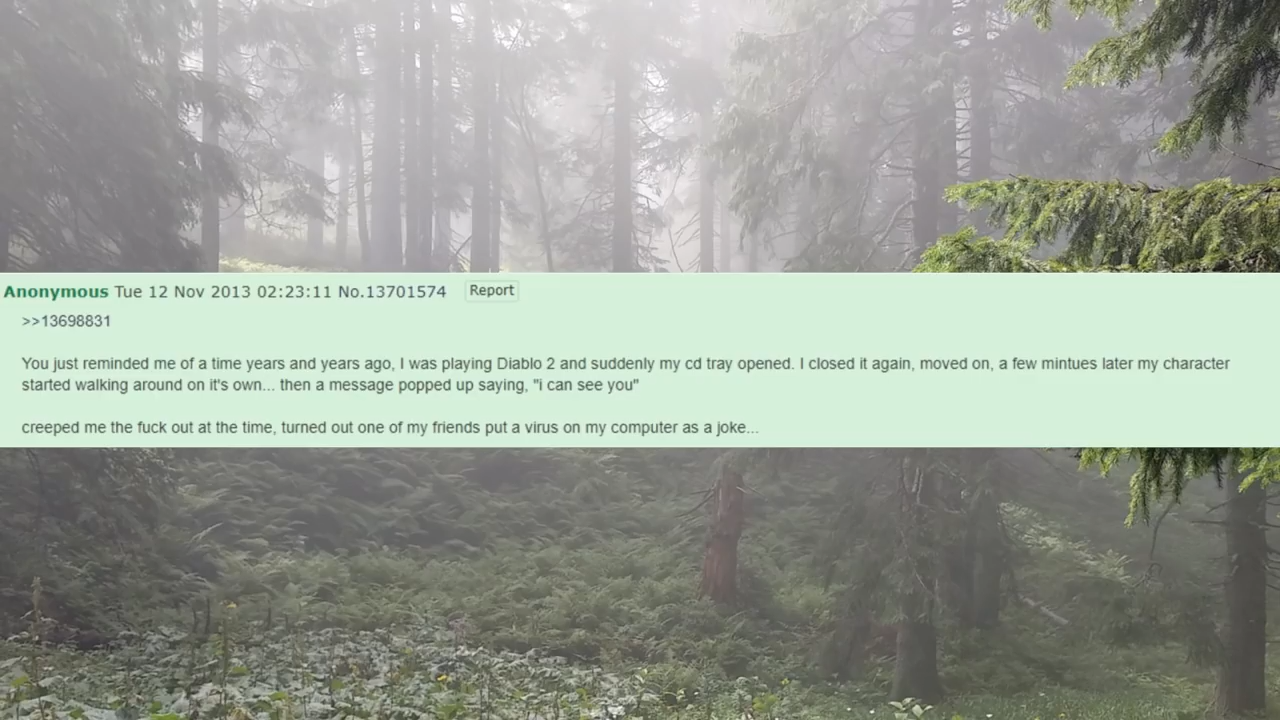 Anonymous Tue 12 Nov 2013 02:23:11 No.13701574 Report
>>13698831
You just reminded me of a time years and years ago, I was playing Diablo 2 and suddenly my cd tray opened. I closed it again, moved on, a few mintues later my character
started walking around on it's own... then a message popped up saying, "i can see you"
creeped me the fuck out at the time, turned out one of my friends put a virus on my computer as a joke...